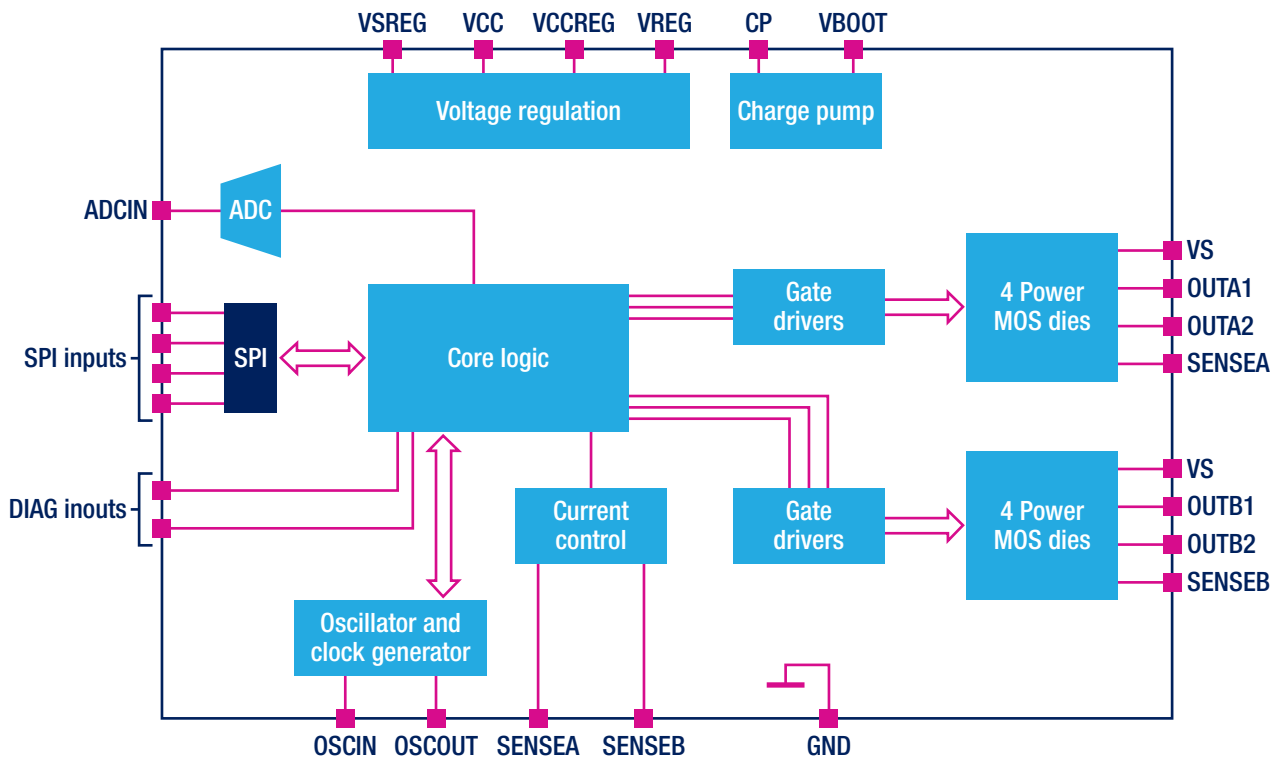 VSREG VCC VCCREG VREG CP VBOOT
Voltage regulation
Charge pump
ADCIN
ADC
SPI inputs
SPI
Core logic
Gate
drivers
4 Power
MOS dies
VS
OUTA1
OUTA2
SENSEA
DIAG inouts
Current
control
Gate
drivers
4 Power
MOS dies
VS
OUTB1
OUTB2
SENSEB
Oscillator and
clock generator
OSCIN OSCOUT SENSEA SENSEB GND